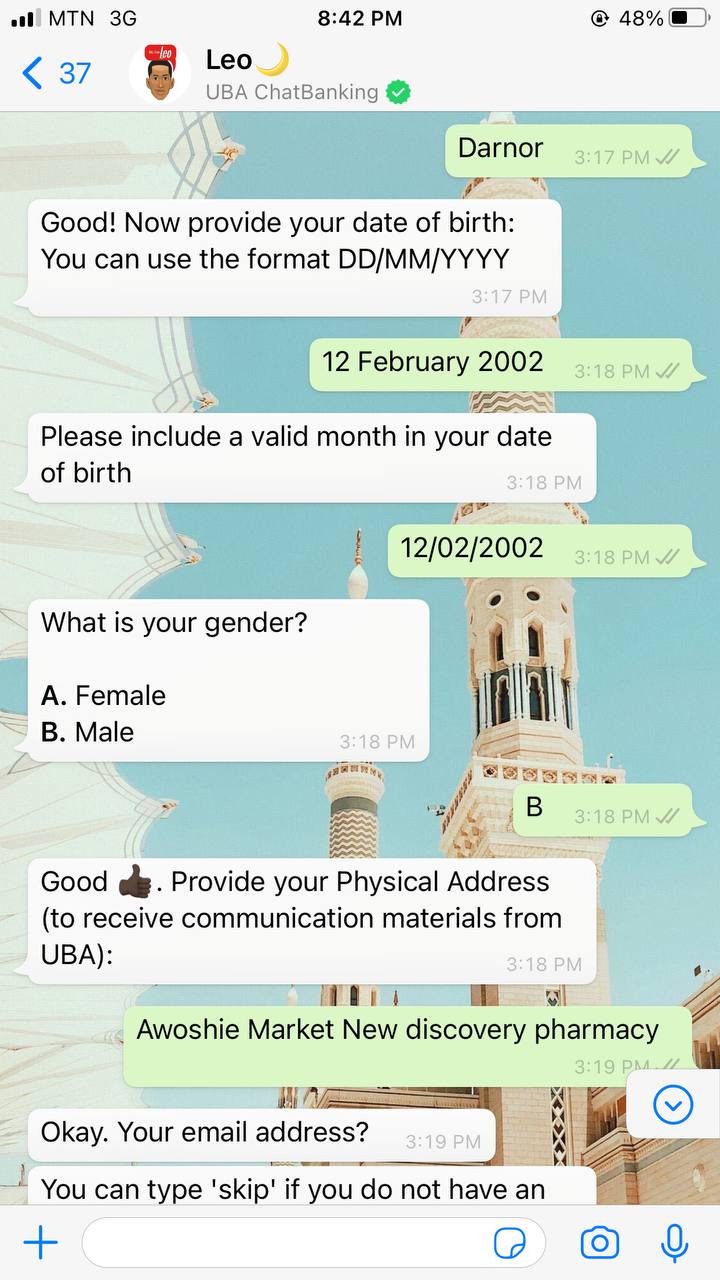 MTN 3G 8:42 PM 48%
37
Leo🌙
UBA ChatBanking
Leo
Darnor 3:17 PM
Good! Now provide your date of birth:
You can use the format DD/MM/YYYY
3:17 PM
12 February 2002 3:18 PM
Please include a valid month in your date
of birth 3:18 PM
12/02/2002 3:18 PM
What is your gender?
A. Female
B. Male 3:18 PM
B 3:18 PM
Good 👍🏿. Provide your Physical Address
(to receive communication materials from
UBA): 3:18 PM
Awoshie Market New discovery pharmacy
3:19 PM
Okay. Your email address? 3:19 PM
You can type 'skip' if you do not have an